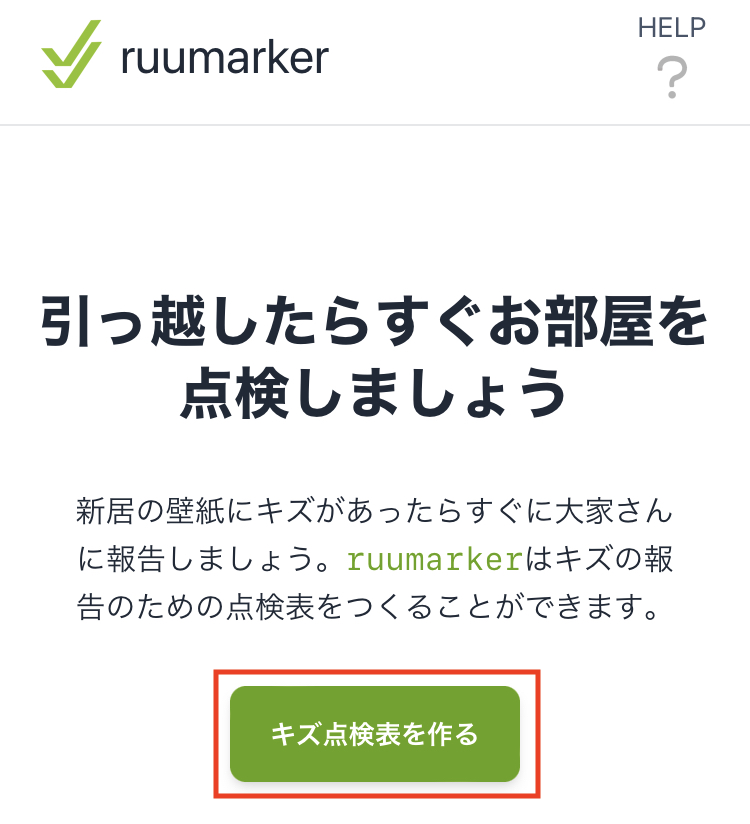 ruumarker
HELP
?
引っ越したらすぐお部屋を
点検しましょう
新居の壁紙にキズがあったらすぐに大家さん
に報告しましょう。ruumarkerはキズの報
告のための点検表をつくることができます。
キズ点検表を作る